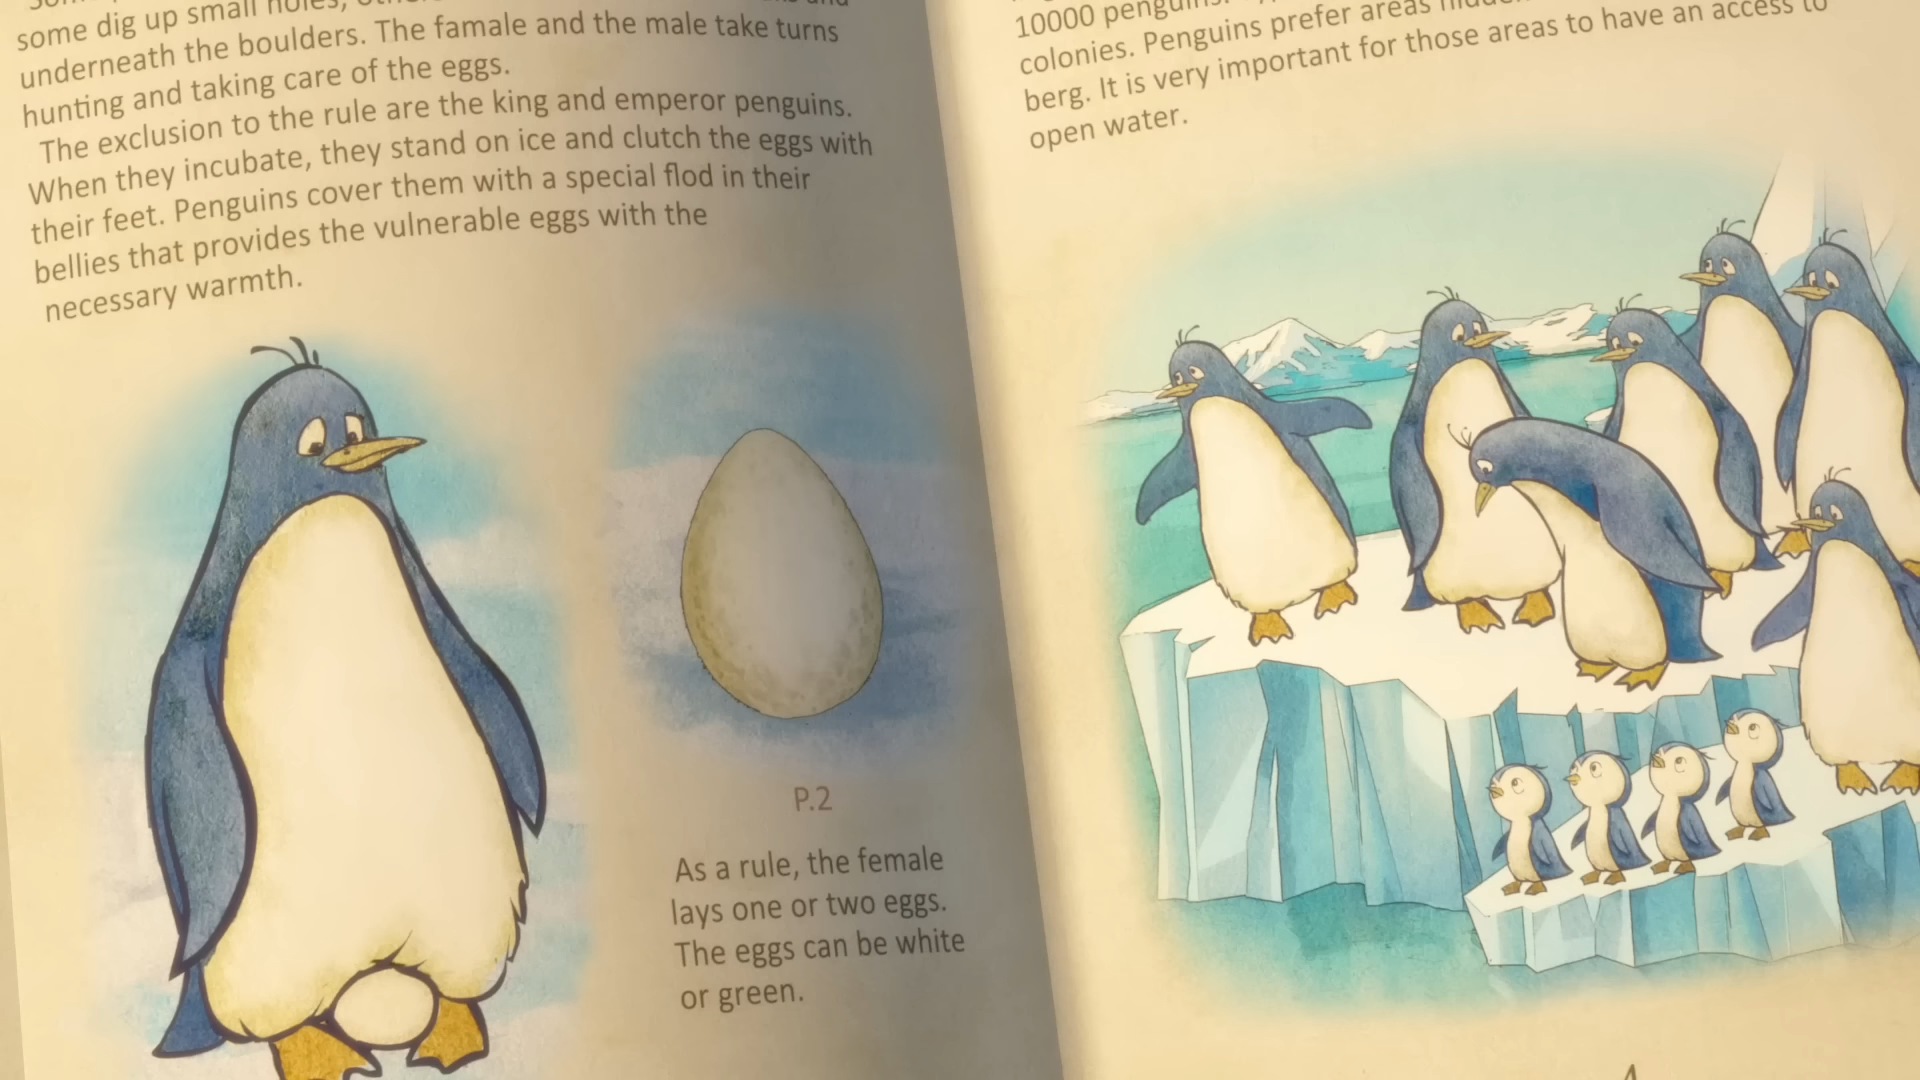 some dig up small holes,
underneath the boulders. The famale and the male take turns
hunting and taking care of the eggs.
The exclusion to the rule are the king and emperor penguins.
When they incubate, they stand on ice and clutch the eggs with
their feet. Penguins cover them with a special flod in their
bellies that provides the vulnerable eggs with the
necessary warmth.
P.2
As a rule, the female
lays one or two eggs.
The eggs can be white
or green.
10000 penguins.
colonies. Penguins prefer areas
berg. It is very important for those areas to have an access to
open water.